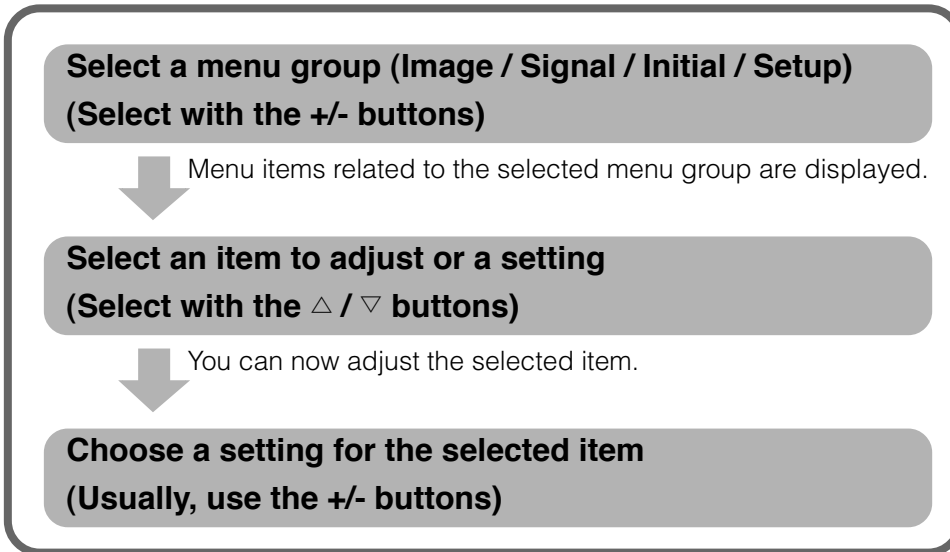 Select a menu group (Image / Signal / Initial / Setup)
(Select with the +/- buttons)
Menu items related to the selected menu group are displayed.
Select an item to adjust or a setting
(Select with the △ / ▽ buttons)
You can now adjust the selected item.
Choose a setting for the selected item
(Usually, use the +/- buttons)